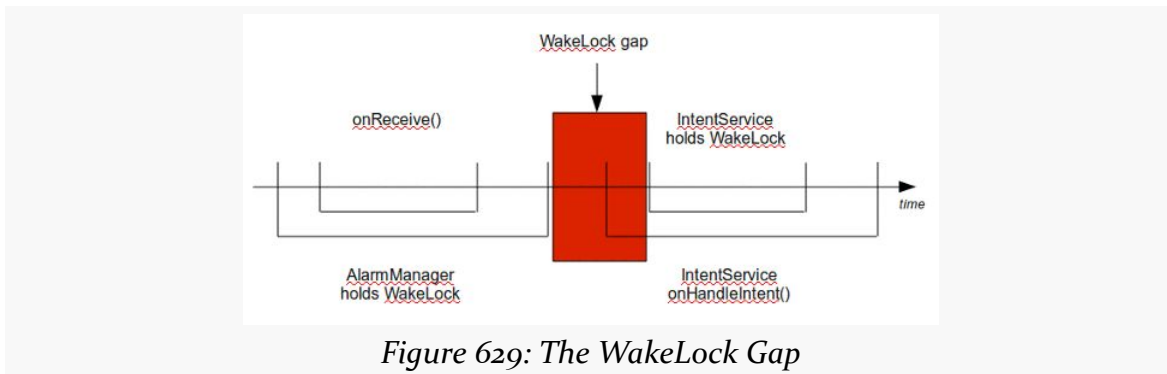 WakeLock gap
onReceive()
IntentService
holds WakeLock
time
AlarmManager
holds WakeLock
IntentService
onHandleIntent()
Figure 629: The WakeLock Gap